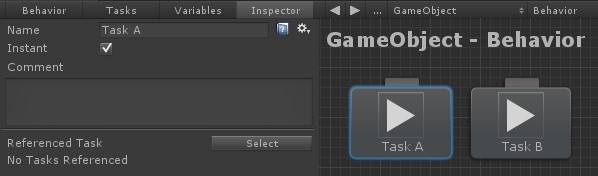 Behavior Tasks Variables Inspector
Name Task A
Instant
Comment
Referenced Task Select
No Tasks Referenced
... GameObject Behavior
GameObject - Behavior
Task A Task B